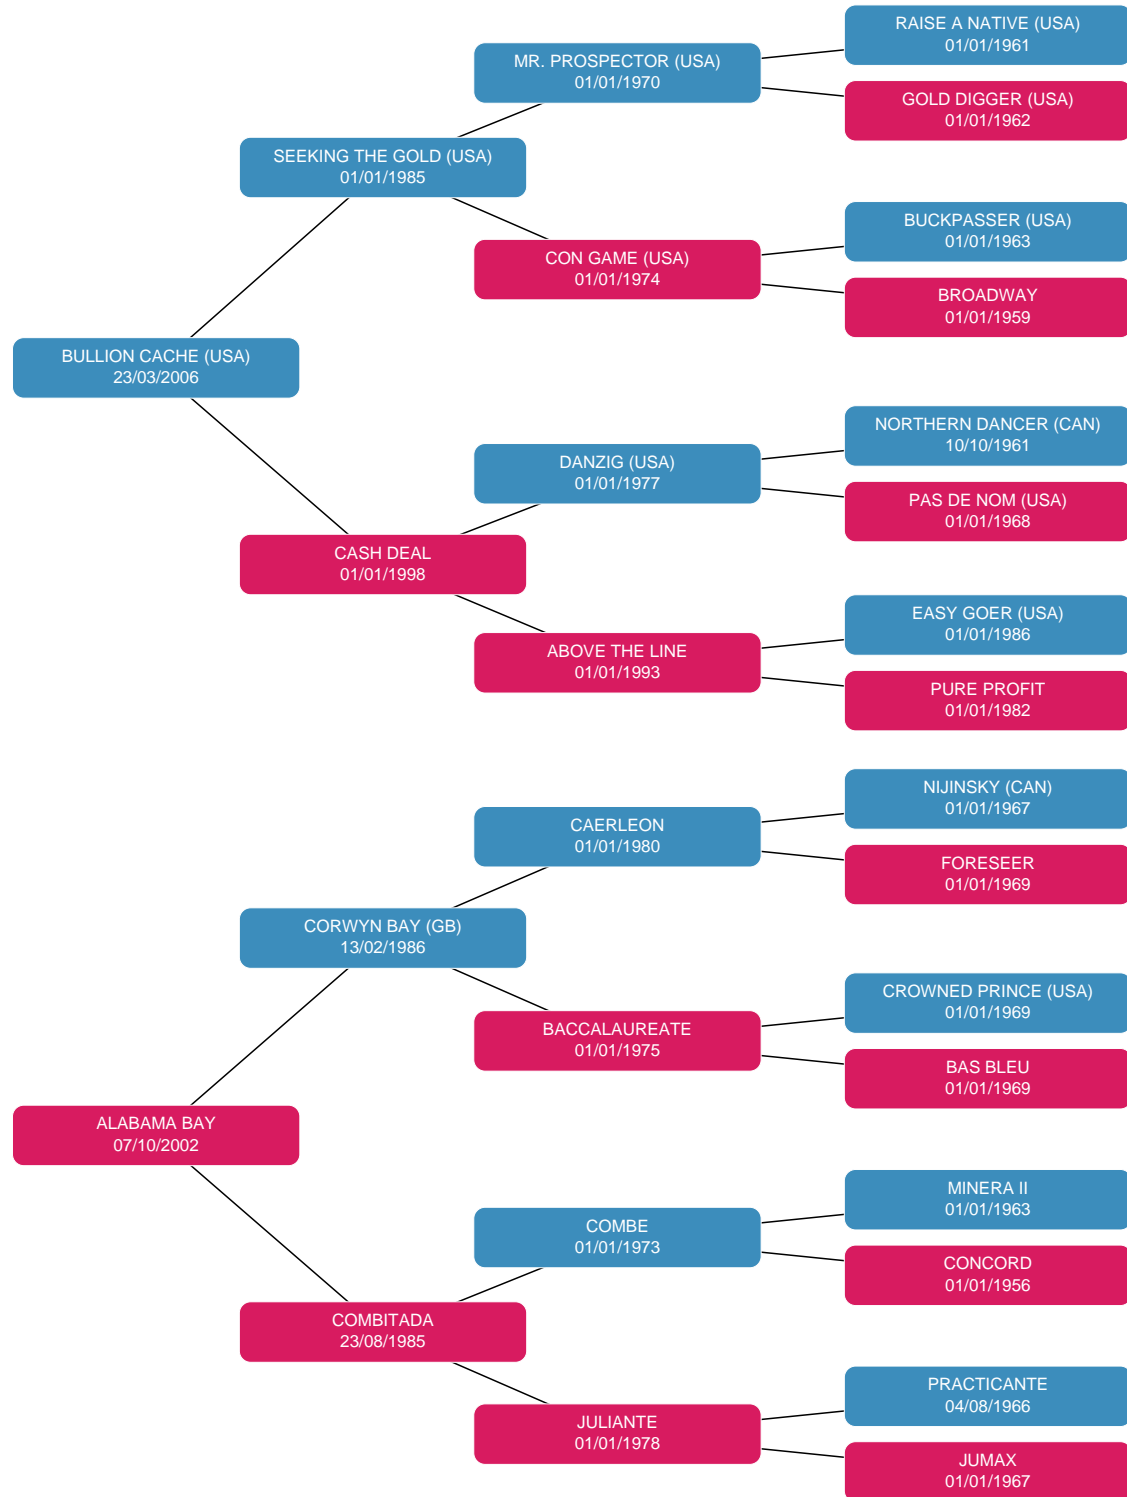 RAISE A NATIVE (USA)
01/01/1961
MR. PROSPECTOR (USA)
01/01/1970
GOLD DIGGER (USA)
01/01/1962
SEEKING THE GOLD (USA)
01/01/1985
BUCKPASSER (USA)
01/01/1963
CON GAME (USA)
01/01/1974
BROADWAY
01/01/1959
BULLION CACHE (USA)
23/03/2006
NORTHERN DANCER (CAN)
10/10/1961
DANZIG (USA)
01/01/1977
PAS DE NOM (USA)
01/01/1968
CASH DEAL
01/01/1998
EASY GOER (USA)
01/01/1986
ABOVE THE LINE
01/01/1993
PURE PROFIT
01/01/1982
NIJINSKY (CAN)
01/01/1967
CAERLEON
01/01/1980
FORESEER
01/01/1969
CORWYN BAY (GB)
13/02/1986
CROWNED PRINCE (USA)
01/01/1969
BACCALAUREATE
01/01/1975
BAS BLEU
01/01/1969
ALABAMA BAY
07/10/2002
MINERA II
01/01/1963
COMBE
01/01/1973
CONCORD
01/01/1956
COMBITADA
23/08/1985
PRACTICANTE
04/08/1966
JULIANTE
01/01/1978
JUMAX
01/01/1967